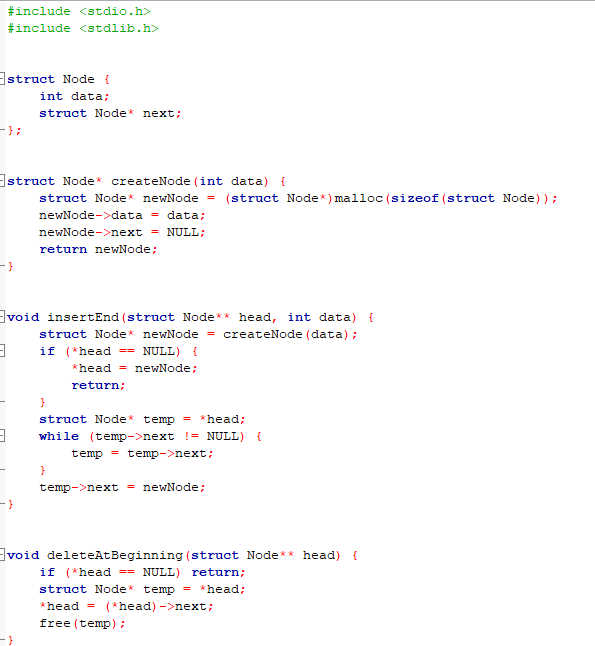 #include <stdio.h>
#include <stdlib.h>
struct Node {
    int data;
    struct Node* next;
};
struct Node* createNode(int data) {
    struct Node* newNode = (struct Node*)malloc(sizeof(struct Node));
    newNode->data = data;
    newNode->next = NULL;
    return newNode;
}
void insertEnd(struct Node** head, int data) {
    struct Node* newNode = createNode(data);
    if (*head == NULL) {
        *head = newNode;
        return;
    }
    struct Node* temp = *head;
    while (temp->next != NULL) {
        temp = temp->next;
    }
    temp->next = newNode;
}
void deleteAtBeginning(struct Node** head) {
    if (*head == NULL) return;
    struct Node* temp = *head;
    *head = (*head)->next;
    free(temp);
}